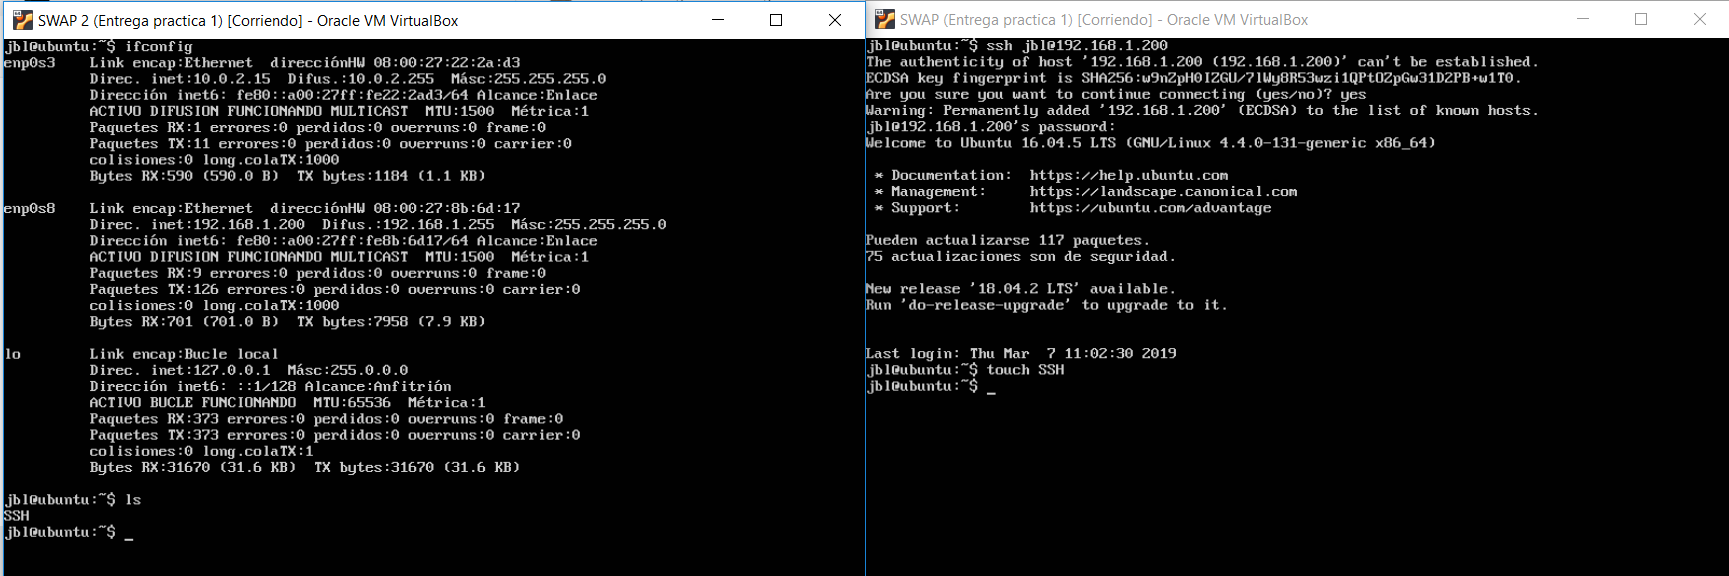 SWAP 2 (Entrega practica 1) [Corriendo] - Oracle VM VirtualBox
jbl@ubuntu:~$ ifconfig
enp0s3    Link encap:Ethernet  direcciónHW 08:00:27:22:2a:d3
          Direc. inet:10.0.2.15  Difus.:10.0.2.255  Másc:255.255.255.0
          Dirección inet6: fe80::a00:27ff:fe22:2ad3/64 Alcance:Enlace
          ACTIVO DIFUSION FUNCIONANDO MULTICAST  MTU:1500  Métrica:1
          Paquetes RX:1 errores:0 perdidos:0 overruns:0 frame:0
          Paquetes TX:11 errores:0 perdidos:0 overruns:0 carrier:0
          colisiones:0 long.colaTX:1000
          Bytes RX:590 (590.0 B)  TX bytes:1184 (1.1 KB)
enp0s8    Link encap:Ethernet  direcciónHW 08:00:27:8b:6d:17
          Direc. inet:192.168.1.200  Difus.:192.168.1.255  Másc:255.255.255.0
          Dirección inet6: fe80::a00:27ff:fe8b:6d17/64 Alcance:Enlace
          ACTIVO DIFUSION FUNCIONANDO MULTICAST  MTU:1500  Métrica:1
          Paquetes RX:9 errores:0 perdidos:0 overruns:0 frame:0
          Paquetes TX:126 errores:0 perdidos:0 overruns:0 carrier:0
          colisiones:0 long.colaTX:1000
          Bytes RX:701 (701.0 B)  TX bytes:7958 (7.9 KB)
lo        Link encap:Bucle local
          Direc. inet:127.0.0.1  Másc:255.0.0.0
          Dirección inet6: ::1/128 Alcance:Anfitrión
          ACTIVO BUCLE FUNCIONANDO  MTU:65536  Métrica:1
          Paquetes RX:373 errores:0 perdidos:0 overruns:0 frame:0
          Paquetes TX:373 errores:0 perdidos:0 overruns:0 carrier:0
          colisiones:0 long.colaTX:1
          Bytes RX:31670 (31.6 KB)  TX bytes:31670 (31.6 KB)
jbl@ubuntu:~$ ls
SSH
jbl@ubuntu:~$ _
SWAP (Entrega practica 1) [Corriendo] - Oracle VM VirtualBox
jbl@ubuntu:~$ ssh jbl@192.168.1.200
The authenticity of host '192.168.1.200 (192.168.1.200)' can't be established.
ECDSA key fingerprint is SHA256:w9nZpH0IZGU/7lWy8R53wzi1QPtOZpGw31D2PB+w1T0.
Are you sure you want to continue connecting (yes/no)? yes
Warning: Permanently added '192.168.1.200' (ECDSA) to the list of known hosts.
jbl@192.168.1.200's password:
Welcome to Ubuntu 16.04.5 LTS (GNU/Linux 4.4.0-131-generic x86_64)
 * Documentation:  https://help.ubuntu.com
 * Management:     https://landscape.canonical.com
 * Support:        https://ubuntu.com/advantage
Pueden actualizarse 117 paquetes.
75 actualizaciones son de seguridad.
New release '18.04.2 LTS' available.
Run 'do-release-upgrade' to upgrade to it.
Last login: Thu Mar  7 11:02:30 2019
jbl@ubuntu:~$ touch SSH
jbl@ubuntu:~$ _